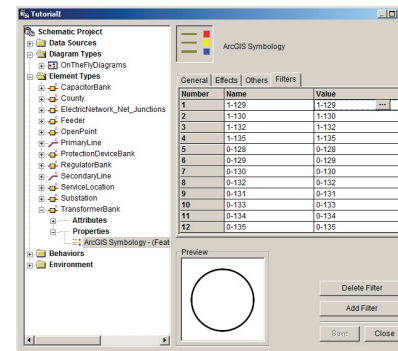 TutorialI
Schematic Project
Data Sources
Diagram Types
OnTheFlyDiagrams
Element Types
CapacitorBank
County
ElectricNetwork_Net_Junctions
Feeder
OpenPoint
PrimaryLine
ProtectionDeviceBank
RegulatorBank
SecondaryLine
ServiceLocation
Substation
TransformerBank
Attributes
Properties
ArcGIS Symbology - (Feat
Behaviors
Environment
ArcGIS Symbology
General Effects Others Filters
Number Name Value
1 1-129 1-129 ...
2 1-130 1-130
3 1-132 1-132
4 1-135 1-135
5 0-128 0-128
6 0-129 0-129
7 0-130 0-130
8 0-132 0-132
9 0-131 0-131
10 0-133 0-133
11 0-134 0-134
12 0-135 0-135
Preview
Delete Filter
Add Filter
Save Close